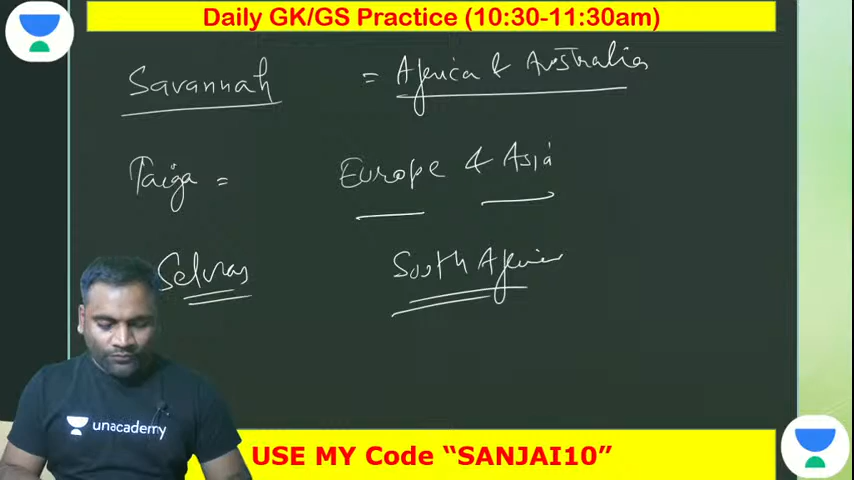 Daily GK/GS Practice (10:30-11:30am)
Savannah = Africa & Australia
Taiga = Europe & Asia
Selvas South Africa
unacademy
USE MY Code “SANJAI10”